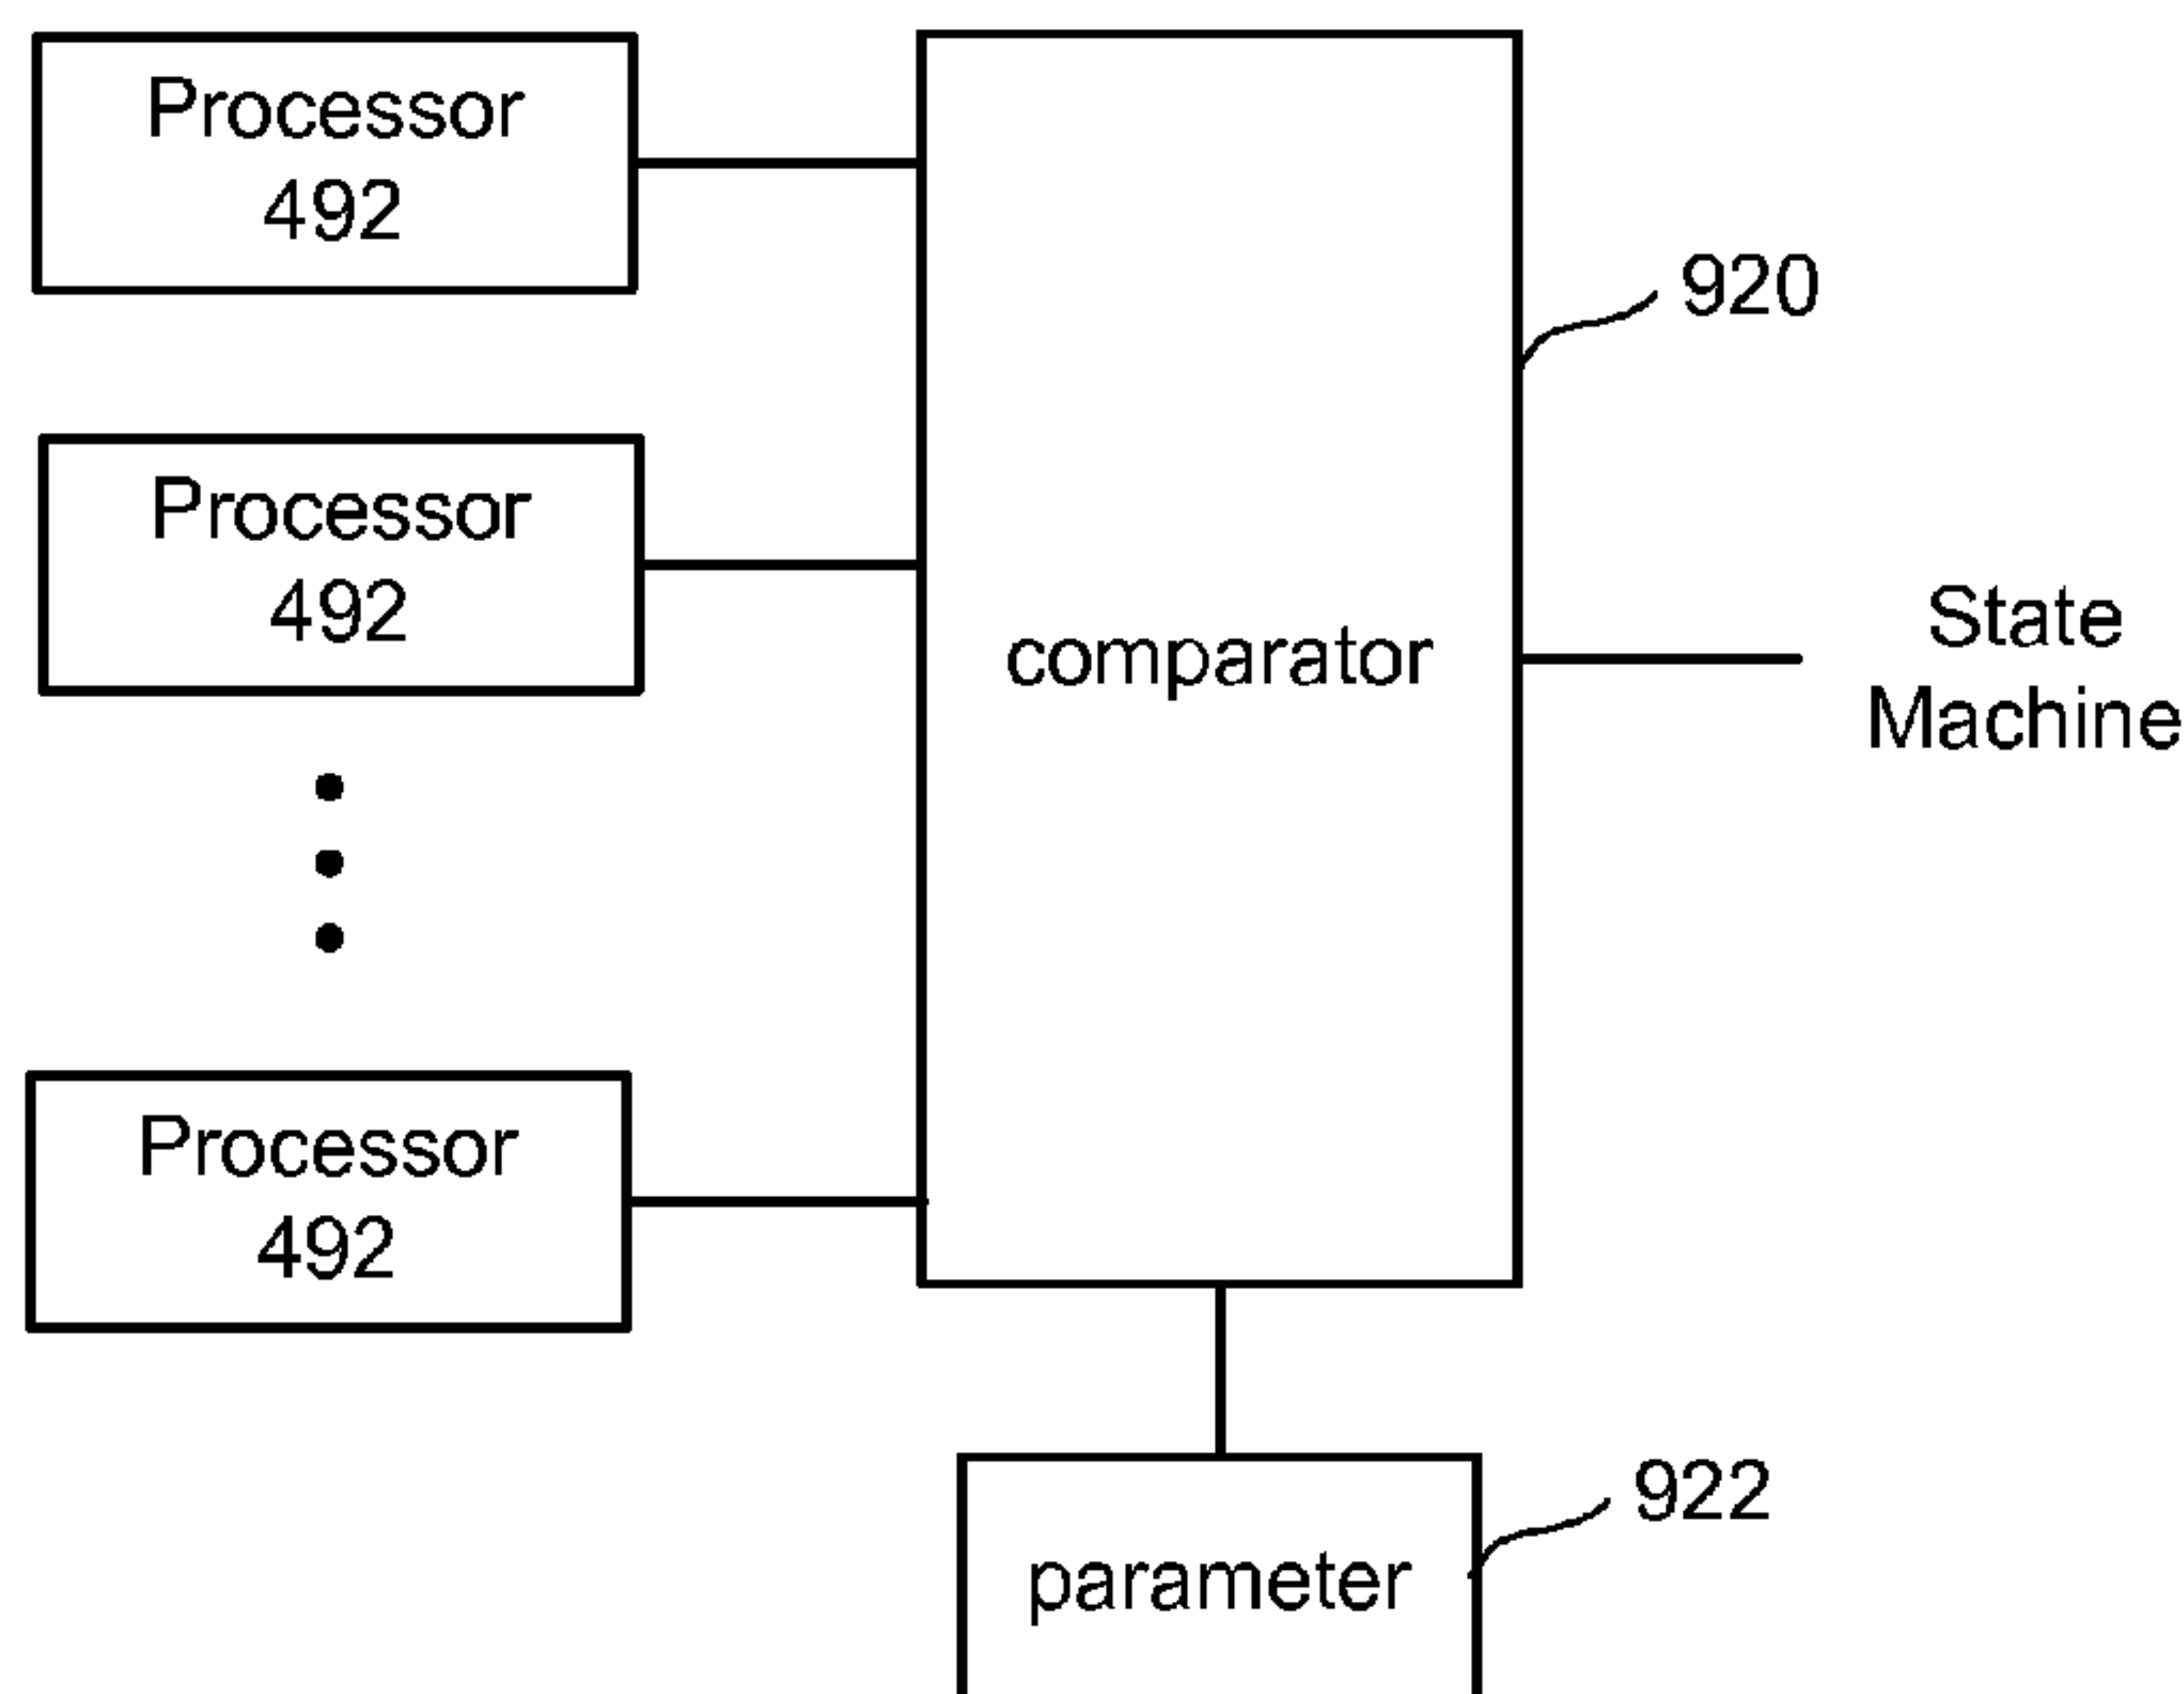 Processor
492
920
Processor
492
comparator
State
Machine
Processor
492
922
parameter